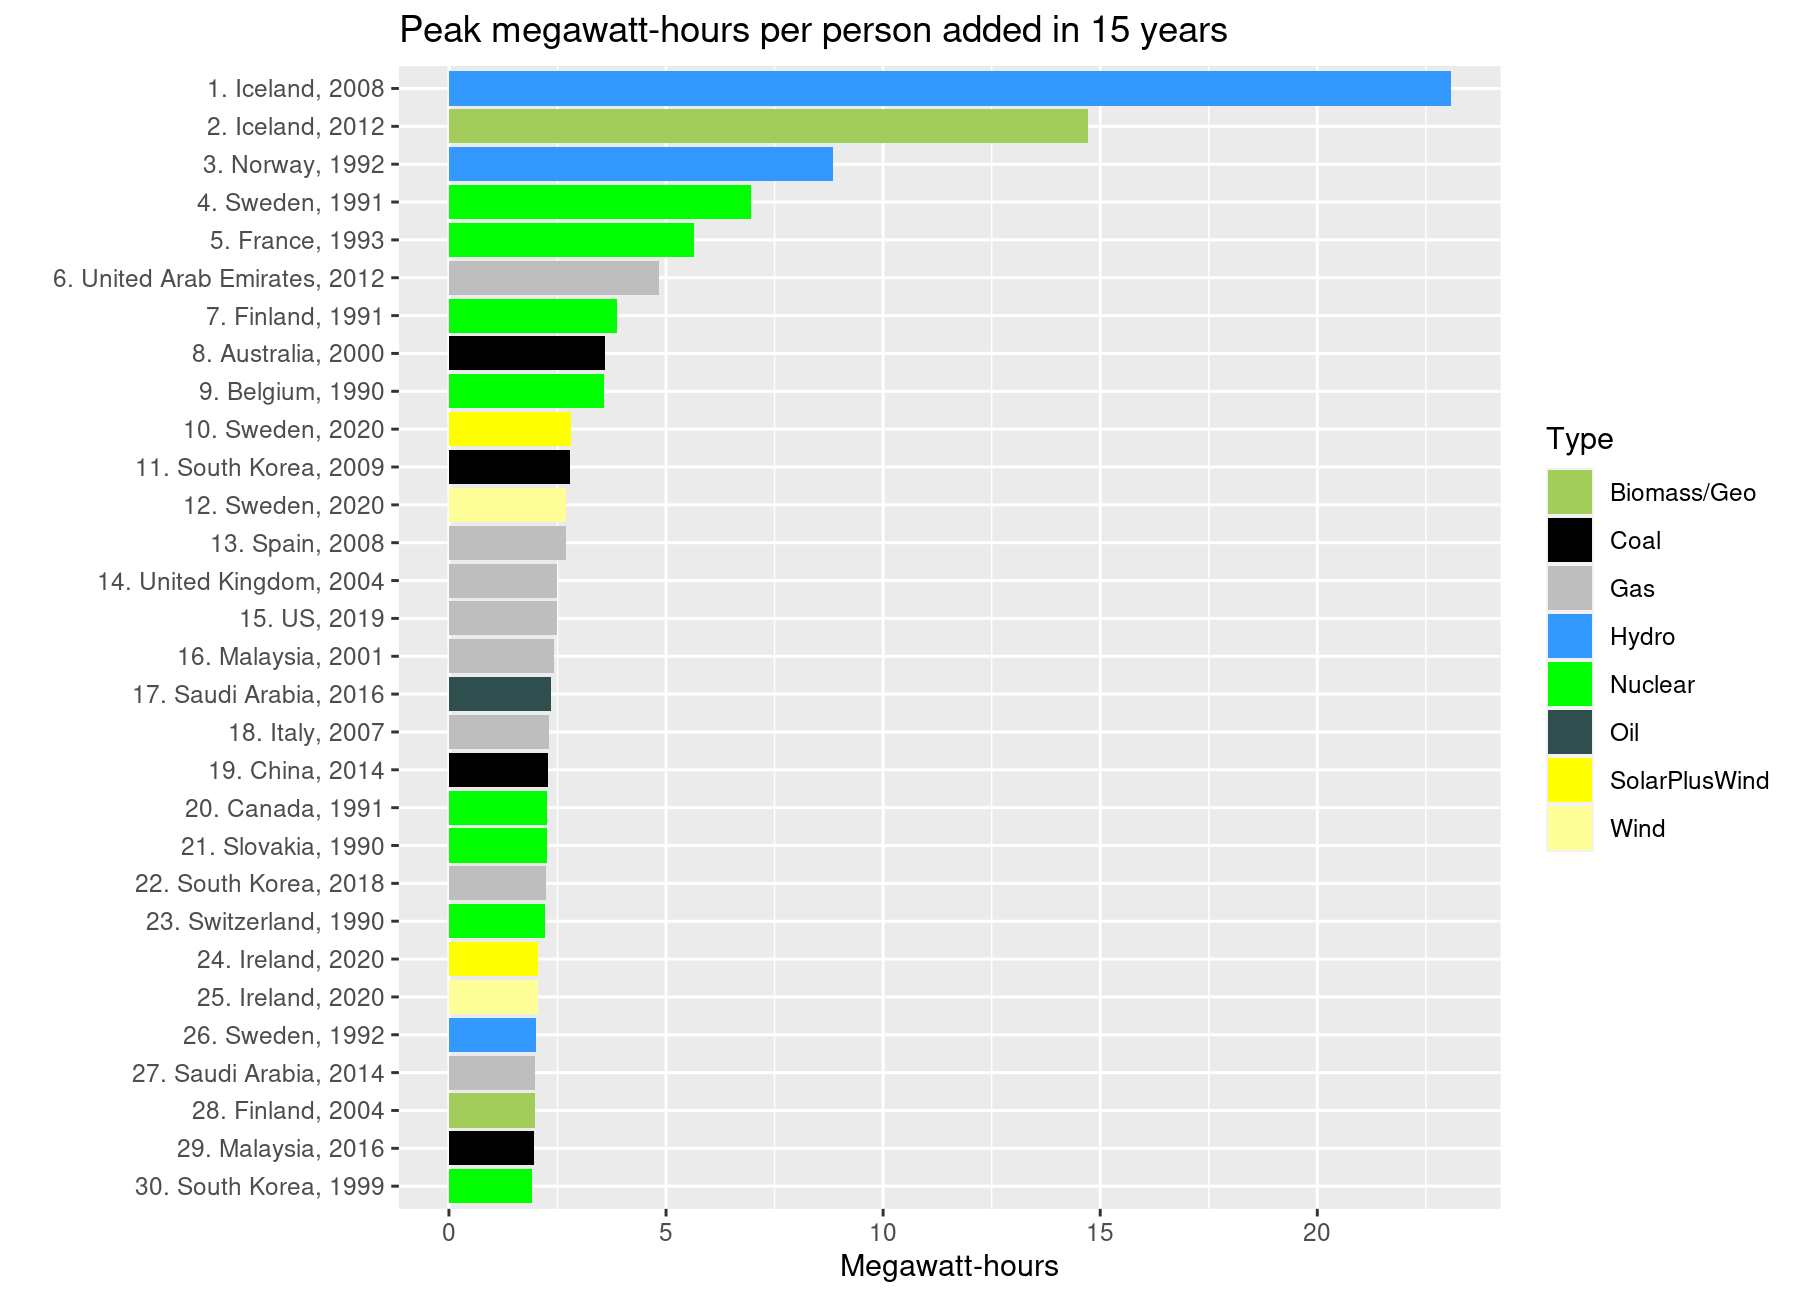 Peak megawatt-hours per person added in 15 years
1. Iceland, 2008
2. Iceland, 2012
3. Norway, 1992
4. Sweden, 1991
5. France, 1993
6. United Arab Emirates, 2012
7. Finland, 1991
8. Australia, 2000
9. Belgium, 1990
10. Sweden, 2020
11. South Korea, 2009
12. Sweden, 2020
13. Spain, 2008
14. United Kingdom, 2004
15. US, 2019
16. Malaysia, 2001
17. Saudi Arabia, 2016
18. Italy, 2007
19. China, 2014
20. Canada, 1991
21. Slovakia, 1990
22. South Korea, 2018
23. Switzerland, 1990
24. Ireland, 2020
25. Ireland, 2020
26. Sweden, 1992
27. Saudi Arabia, 2014
28. Finland, 2004
29. Malaysia, 2016
30. South Korea, 1999
0 5 10 15 20
Megawatt-hours
Type
Biomass/Geo
Coal
Gas
Hydro
Nuclear
Oil
SolarPlusWind
Wind